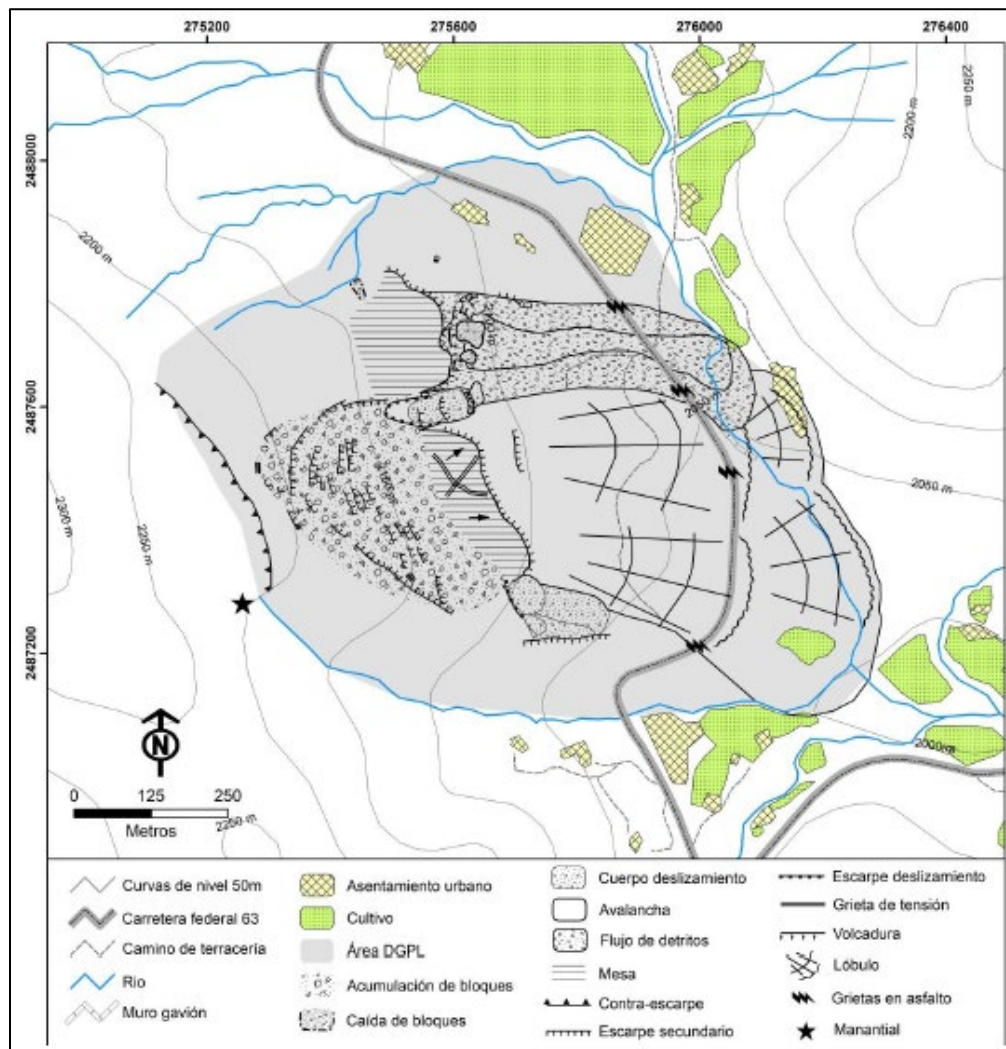 275200 275600 276000 276400
2488000
2487600
2487200
2250 m
2200 m
2200 m
2050 m
2300 m
2250 m
2000 m
2250 m
N
0 125 250
Metros
Curvas de nivel 50m
Carretera federal 63
Camino de terracería
Rio
Muro gavión
Asentamiento urbano
Cultivo
Área DGPL
Acumulación de bloques
Caída de bloques
Cuerpo deslizamiento
Avalancha
Flujo de detritos
Mesa
Contra-escarpe
Escarpe secundario
Escarpe deslizamiento
Grieta de tensión
Volcadura
Lóbulo
Grietas en asfalto
Manantial